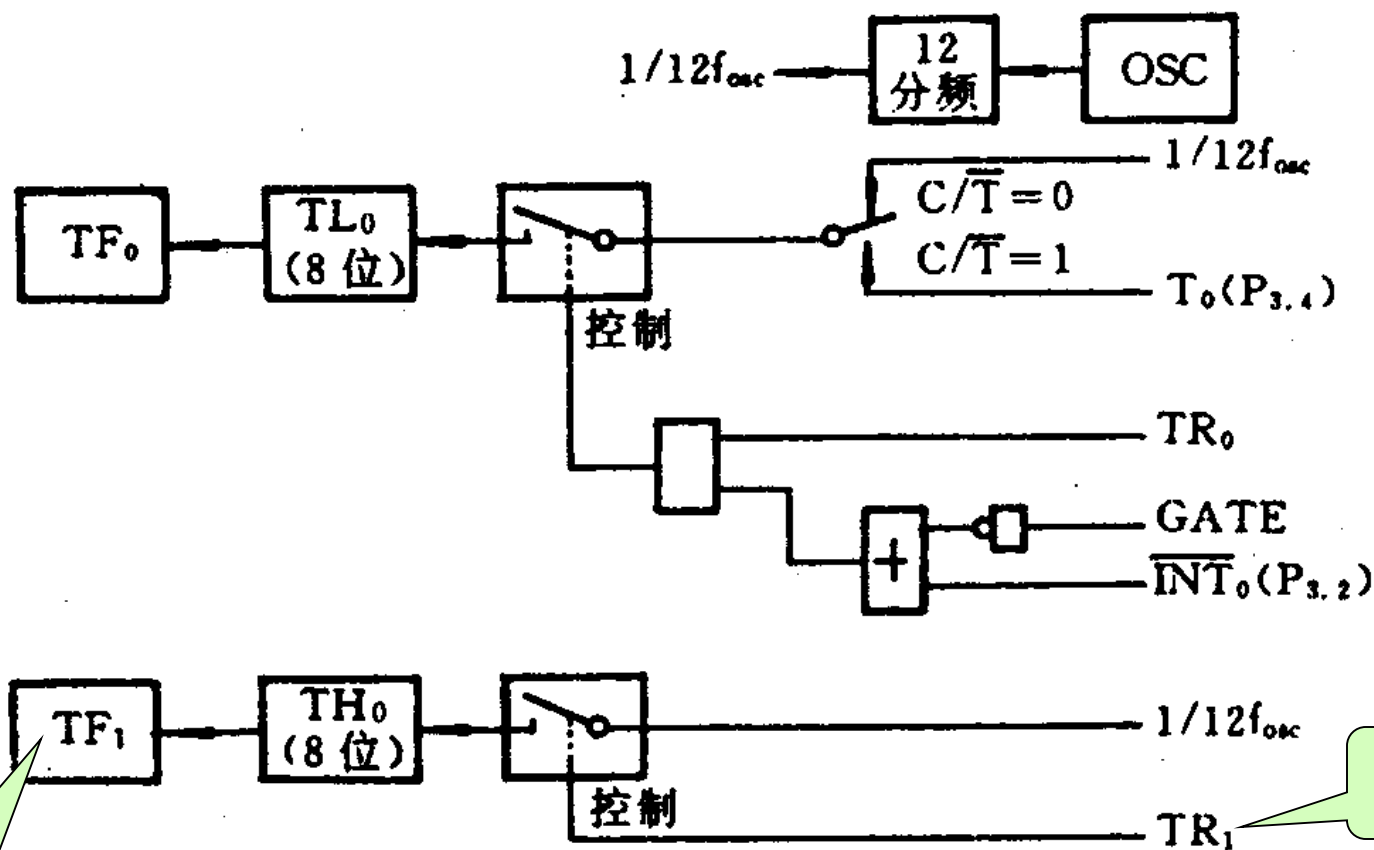 1/12fosc
12
分频
OSC
1/12fosc
C/T̅=0
C/T̅=1
T₀(P₃.₄)
TF₀
TL₀
(8位)
控制
TR₀
+
GATE
I̅N̅T̅₀(P₃.₂)
TF₁
TH₀
(8位)
1/12fosc
控制
TR₁